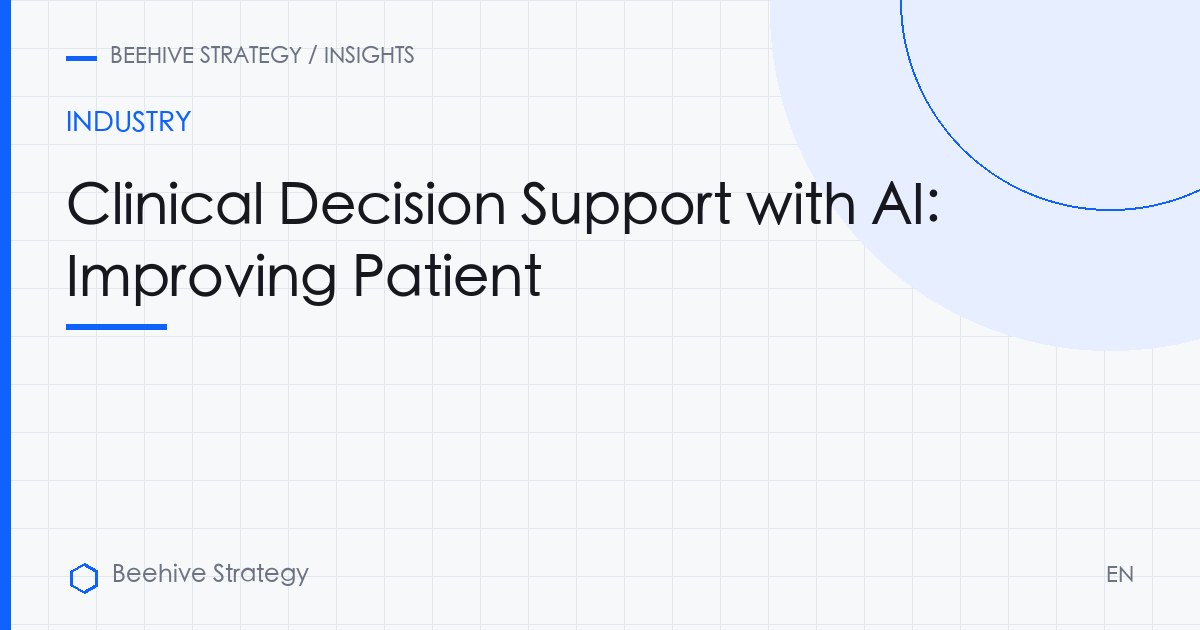 BEEHIVE STRATEGY / INSIGHTS
INDUSTRY
Clinical Decision Support with AI:
Improving Patient
Beehive Strategy
EN